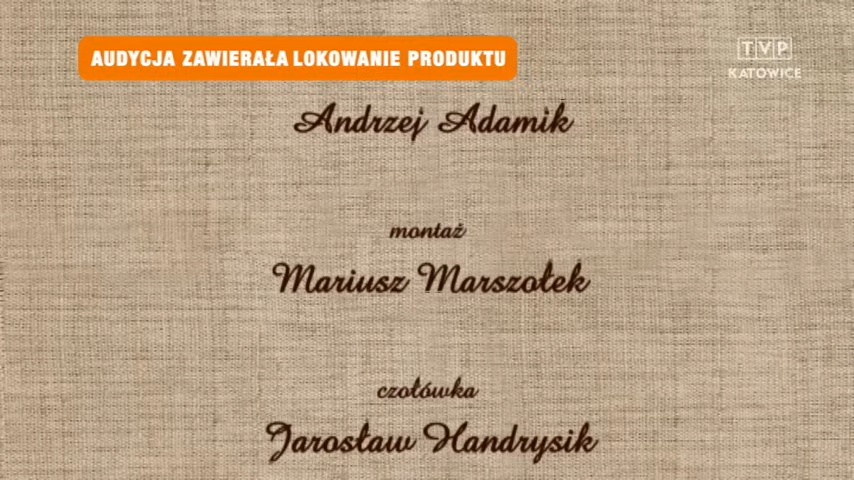 AUDYCJA ZAWIERAŁA LOKOWANIE PRODUKTU
TVP
KATOWICE
Andrzej Adamik
montaż
Mariusz Marszołek
czołówka
Jarosław Handrysik